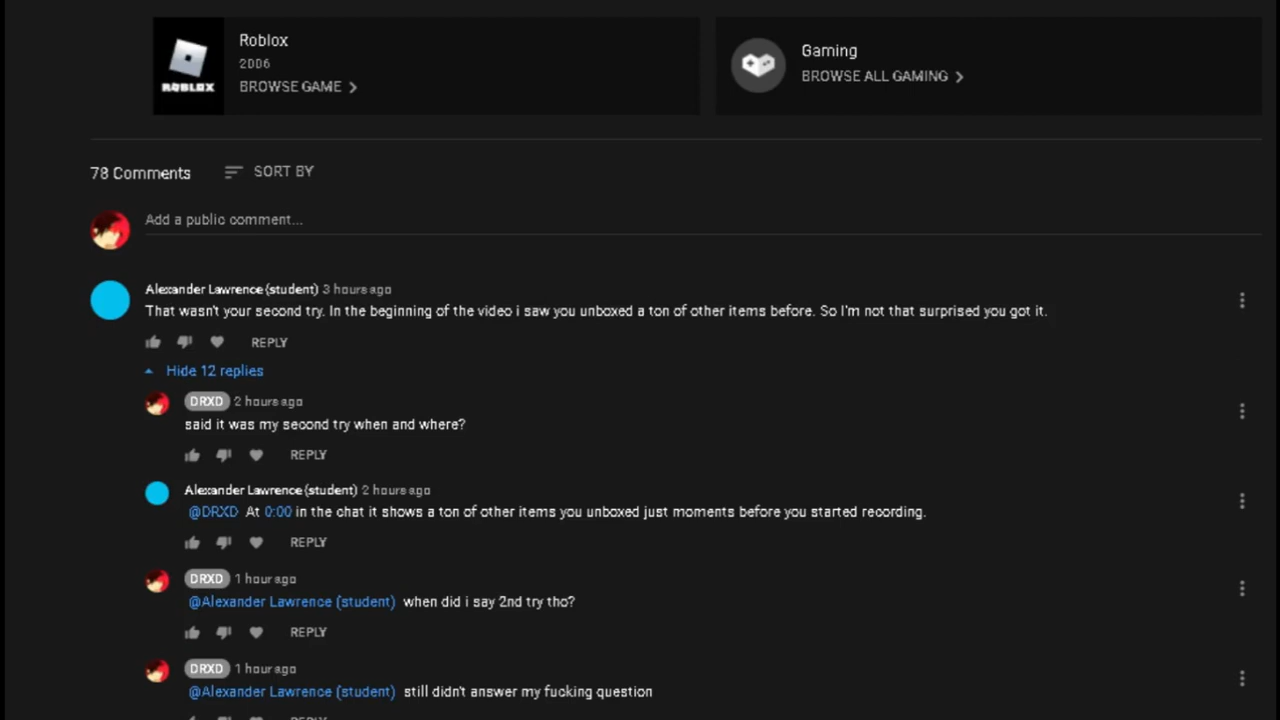 Roblox
2006
BROWSE GAME
ROBLOX
Gaming
BROWSE ALL GAMING
78 Comments
SORT BY
Add a public comment...
Alexander Lawrence (student) 3 hours ago
That wasn't your second try. In the beginning of the video i saw you unboxed a ton of other items before. So I'm not that surprised you got it.
REPLY
Hide 12 replies
DRXD 2 hours ago
said it was my second try when and where?
REPLY
Alexander Lawrence (student) 2 hours ago
@DRXD At 0:00 in the chat it shows a ton of other items you unboxed just moments before you started recording.
REPLY
DRXD 1 hour ago
@Alexander Lawrence (student) when did i say 2nd try tho?
REPLY
DRXD 1 hour ago
@Alexander Lawrence (student) still didn't answer my fucking question
REPLY